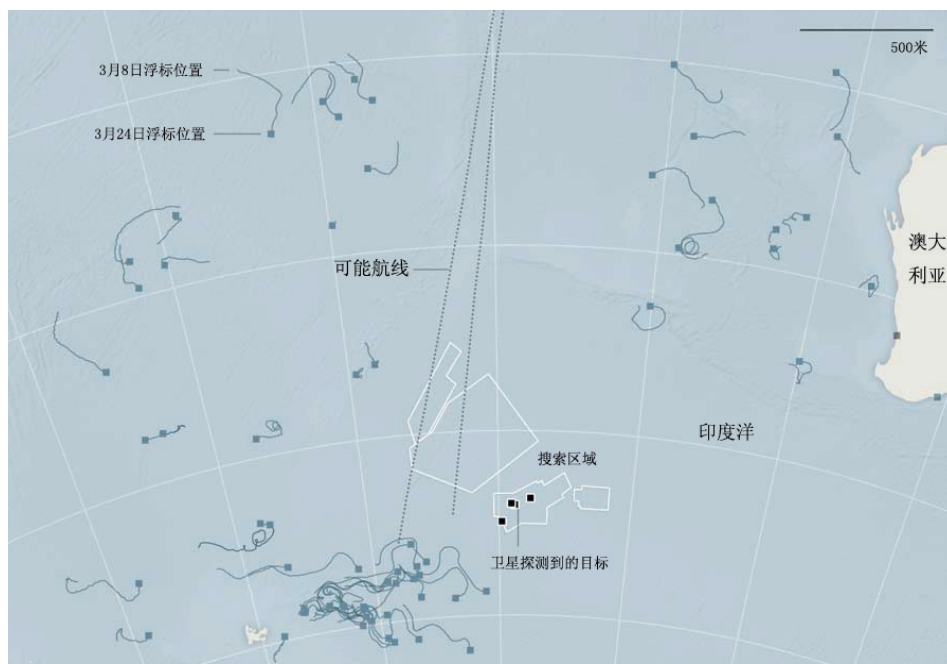 500米
3月8日浮标位置
3月24日浮标位置
澳大
利亚
可能航线
印度洋
搜索区域
卫星探测到的目标